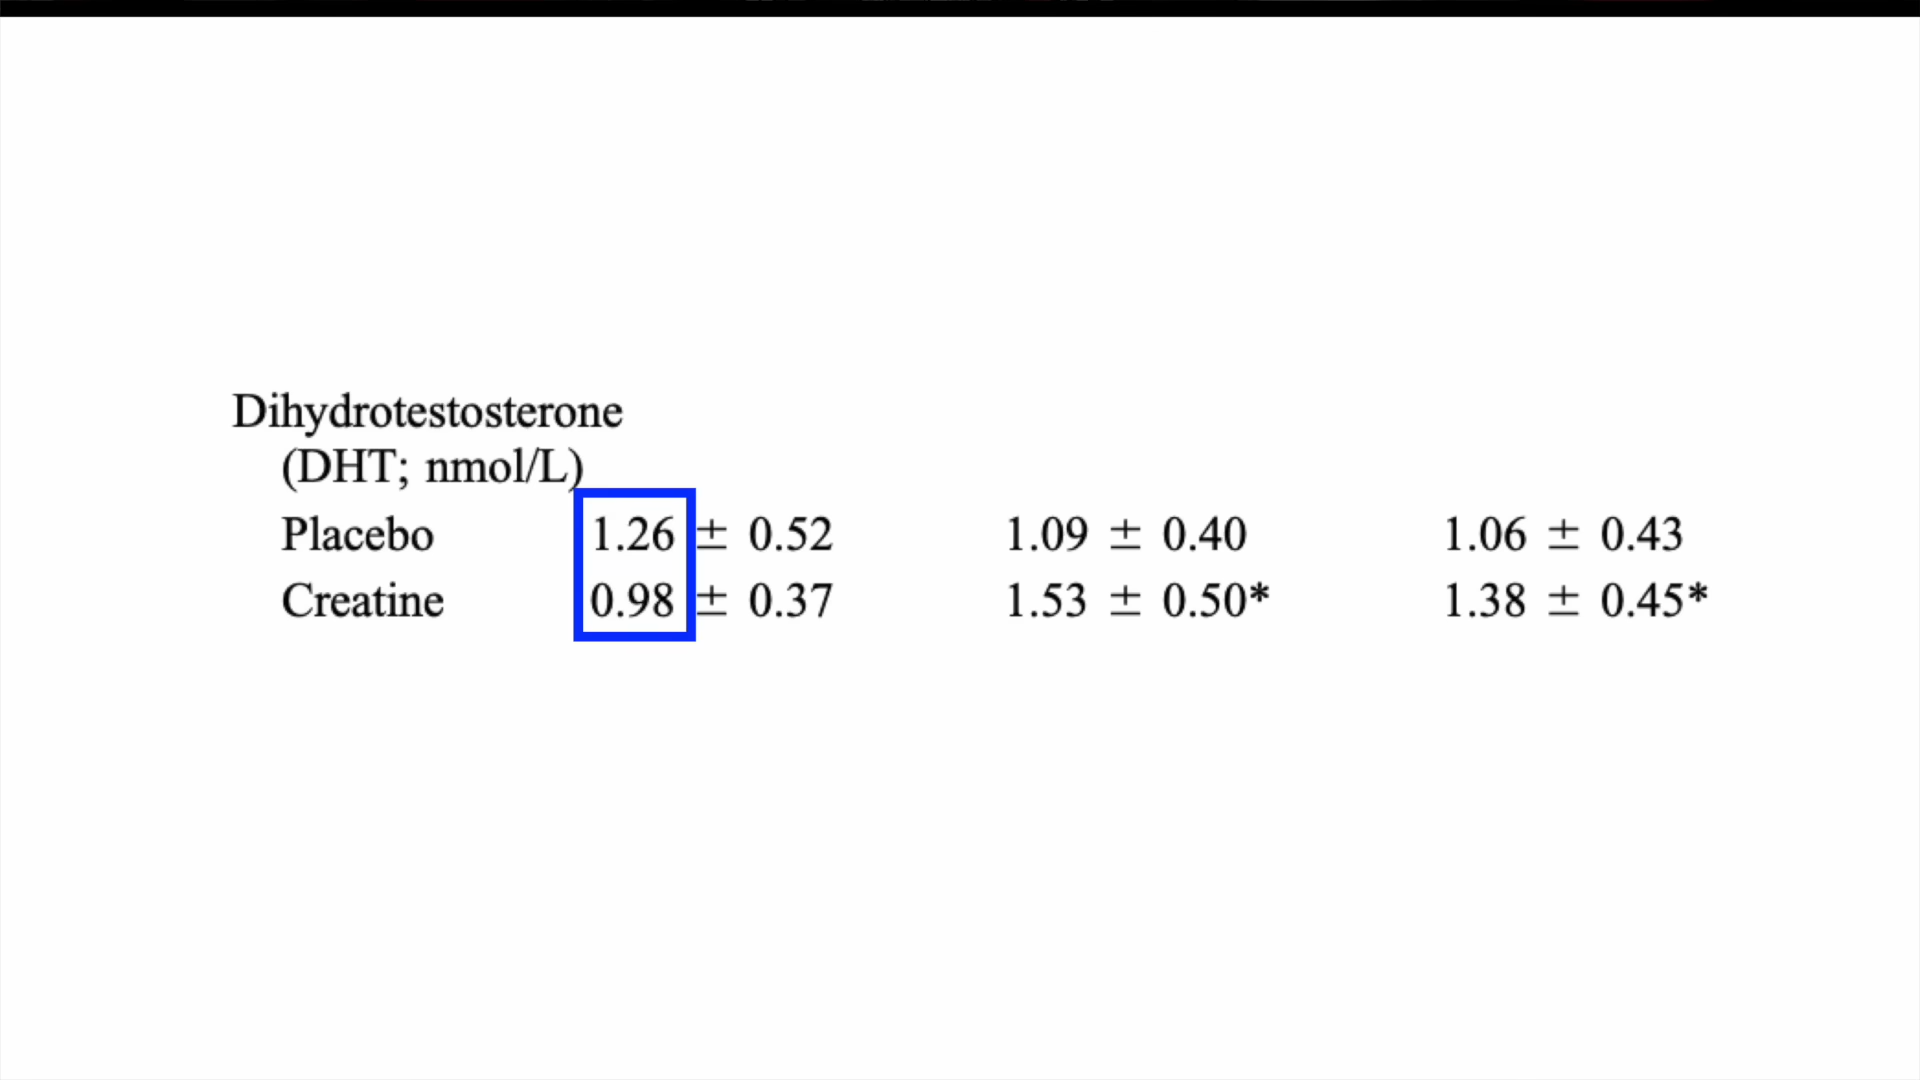 Dihydrotestosterone
(DHT; nmol/L)
Placebo 1.26 ± 0.52 1.09 ± 0.40 1.06 ± 0.43
Creatine 0.98 ± 0.37 1.53 ± 0.50* 1.38 ± 0.45*